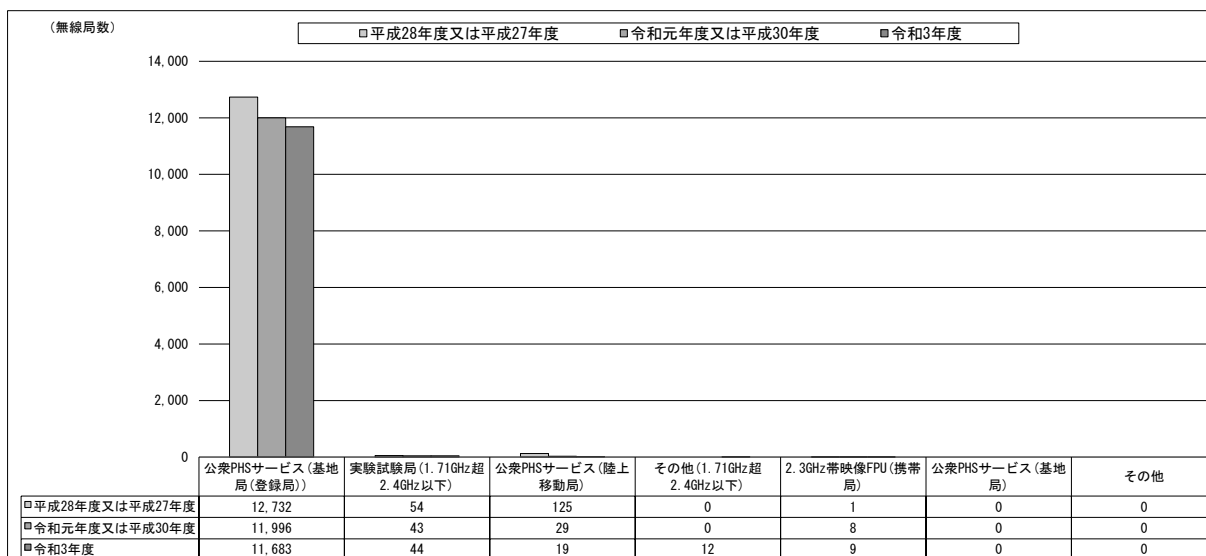 (無線局数)
□平成28年度又は平成27年度 ■令和元年度又は平成30年度 ■令和3年度
14,000
12,000
10,000
8,000
6,000
4,000
2,000
0
公衆PHSサービス(基地局(登録局)) 実験試験局(1.71GHz超2.4GHz以下) 公衆PHSサービス(陸上移動局) その他(1.71GHz超2.4GHz以下) 2.3GHz帯映像FPU(携帯局) 公衆PHSサービス(基地局) その他
□平成28年度又は平成27年度 12,732 54 125 0 1 0 0
■令和元年度又は平成30年度 11,996 43 29 0 8 0 0
■令和3年度 11,683 44 19 12 9 0 0